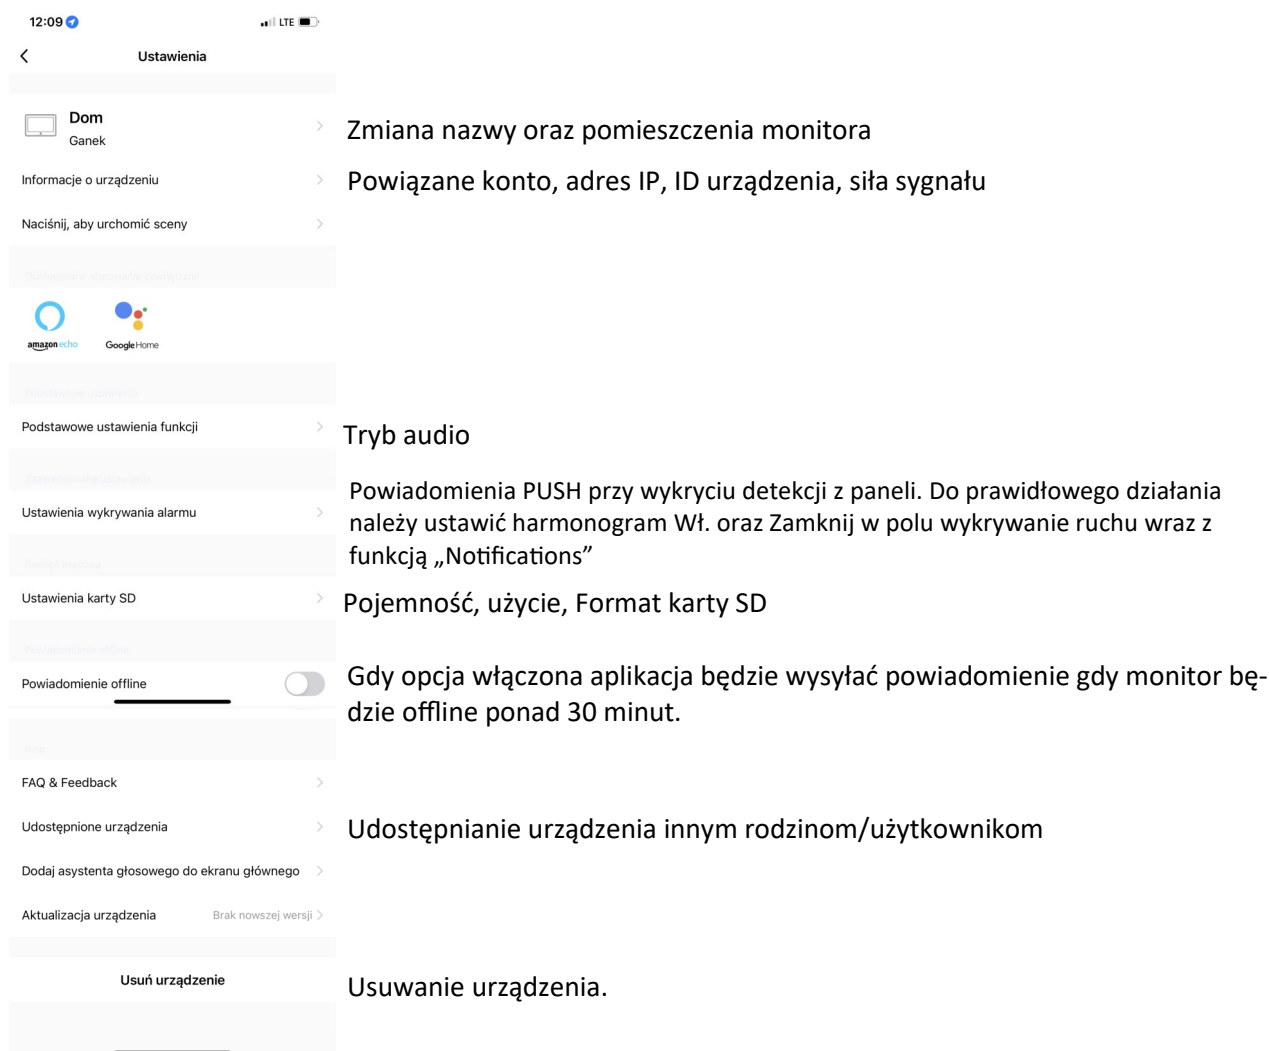 12:09
LTE
Ustawienia
Dom
Ganek
Zmiana nazwy oraz pomieszczenia monitora
Informacje o urządzeniu
Powiązane konto, adres IP, ID urządzenia, siła sygnału
Naciśnij, aby urchomić sceny
amazon echo
Google Home
Podstawowe ustawienia funkcji
Tryb audio
Ustawienia wykrywania alarmu
Powiadomienia PUSH przy wykryciu detekcji z paneli. Do prawidłowego działania
należy ustawić harmonogram Wł. oraz Zamknij w polu wykrywanie ruchu wraz z
funkcją „Notifications”
Ustawienia karty SD
Pojemność, użycie, Format karty SD
Powiadomienie offline
Gdy opcja włączona aplikacja będzie wysyłać powiadomienie gdy monitor bę-
dzie offline ponad 30 minut.
FAQ & Feedback
Udostępnione urządzenia
Udostępnianie urządzenia innym rodzinom/użytkownikom
Dodaj asystenta głosowego do ekranu głównego
Aktualizacja urządzenia
Brak nowszej wersji
Usuń urządzenie
Usuwanie urządzenia.